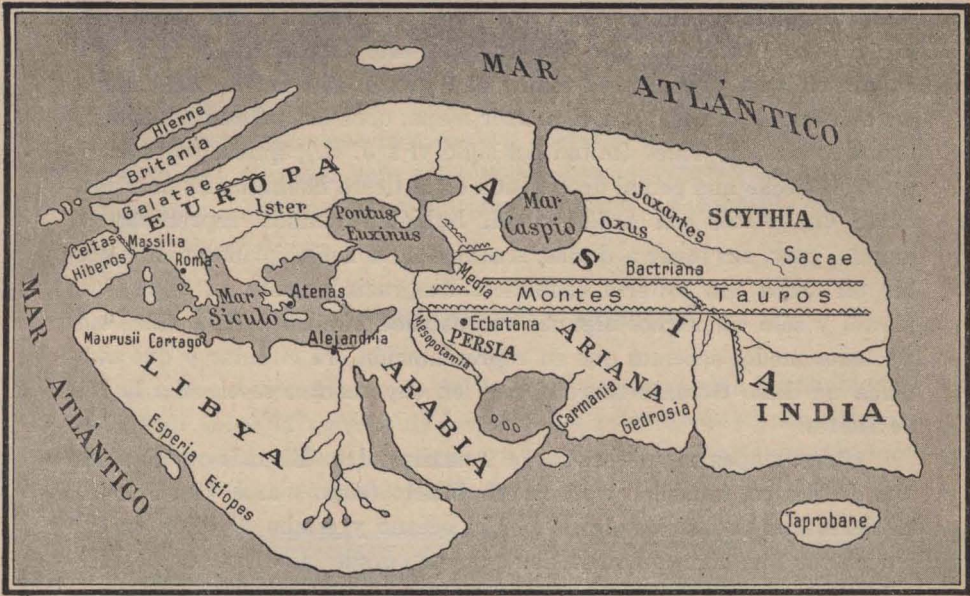 MAR ATLÁNTICO
Hierne
Britania
Galatae
EUROPA
Ister
Pontus
Euxinus
ASIA
Mar
Caspio
Jaxartes
Oxus
SCYTHIA
Sacae
Celtas
Hiberos
Massilia
Roma
Mar
Siculo
Atenas
Media
Bactriana
Montes Tauros
MAR ATLÁNTICO
Maurusii
Cartago
Alejandría
Mesopotamia
Ecbatana
PERSIA
ARIANA
LIBYA
ARABIA
Carmania
Gedrosia
INDIA
Esperia
Etiopes
Taprobane